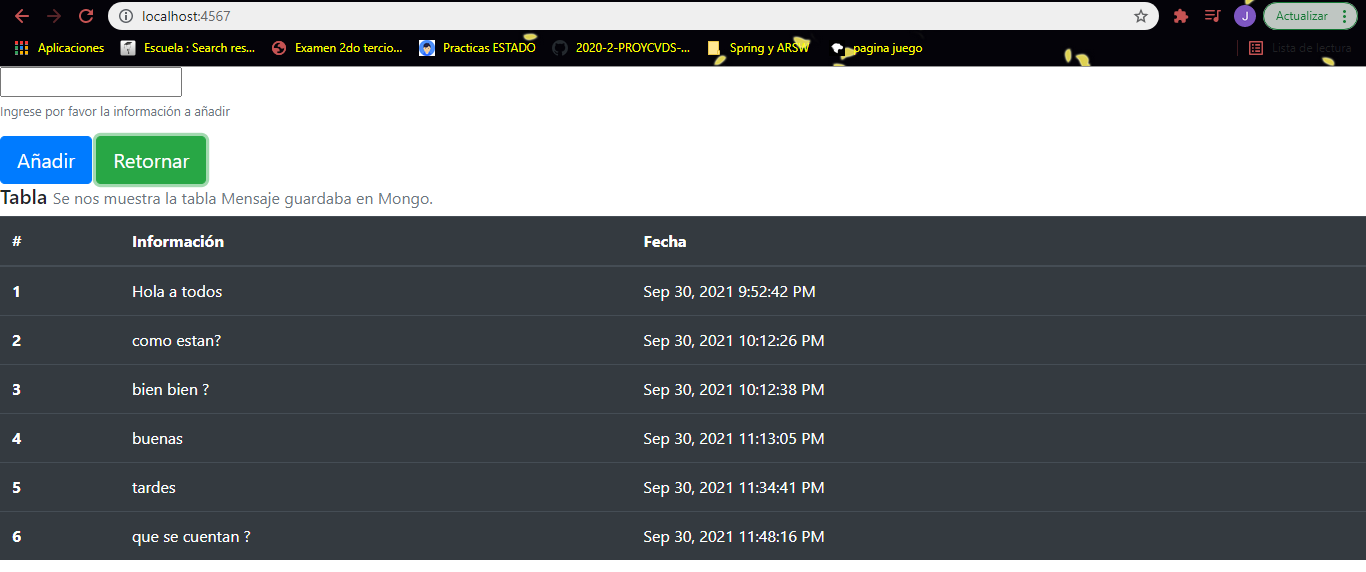 localhost:4567
J
Actualizar
Aplicaciones Escuela : Search res... Examen 2do tercio... Practicas ESTADO 2020-2-PROYCVDS-... Spring y ARSW pagina juego Lista de lectura
Ingrese por favor la información a añadir
Añadir Retornar
Tabla Se nos muestra la tabla Mensaje guardaba en Mongo.
# Información Fecha
1 Hola a todos Sep 30, 2021 9:52:42 PM
2 como estan? Sep 30, 2021 10:12:26 PM
3 bien bien ? Sep 30, 2021 10:12:38 PM
4 buenas Sep 30, 2021 11:13:05 PM
5 tardes Sep 30, 2021 11:34:41 PM
6 que se cuentan ? Sep 30, 2021 11:48:16 PM